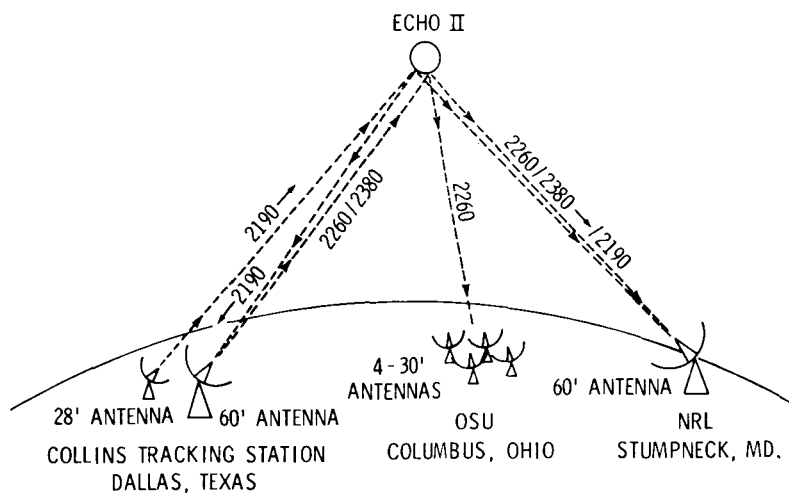 ECHO II
2190 →
← 2190
2260/2380
2260
2260/2380 → /2190
28' ANTENNA
60' ANTENNA
COLLINS TRACKING STATION
DALLAS, TEXAS
4-30'
ANTENNAS
OSU
COLUMBUS, OHIO
60' ANTENNA
NRL
STUMPNECK, MD.